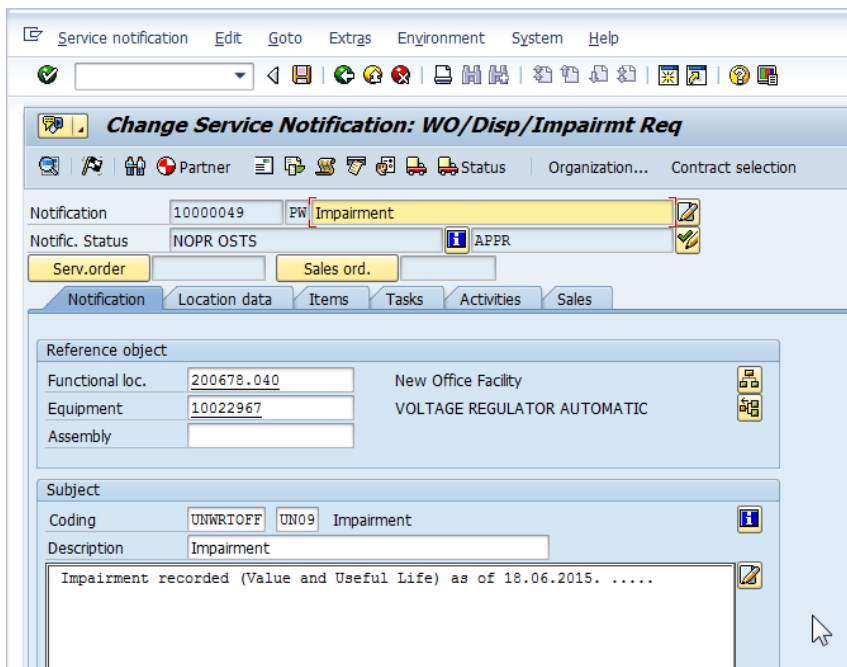 Service notification Edit Goto Extras Environment System Help
Change Service Notification: WO/Disp/Impairmt Req
Partner Status Organization... Contract selection
Notification 10000049 PW Impairment
Notific. Status NOPR OSTS APPR
Serv.order Sales ord.
Notification Location data Items Tasks Activities Sales
Reference object
Functional loc. 200678.040 New Office Facility
Equipment 10022967 VOLTAGE REGULATOR AUTOMATIC
Assembly
Subject
Coding UNWRTOFF UN09 Impairment
Description Impairment
Impairment recorded (Value and Useful Life) as of 18.06.2015. .....